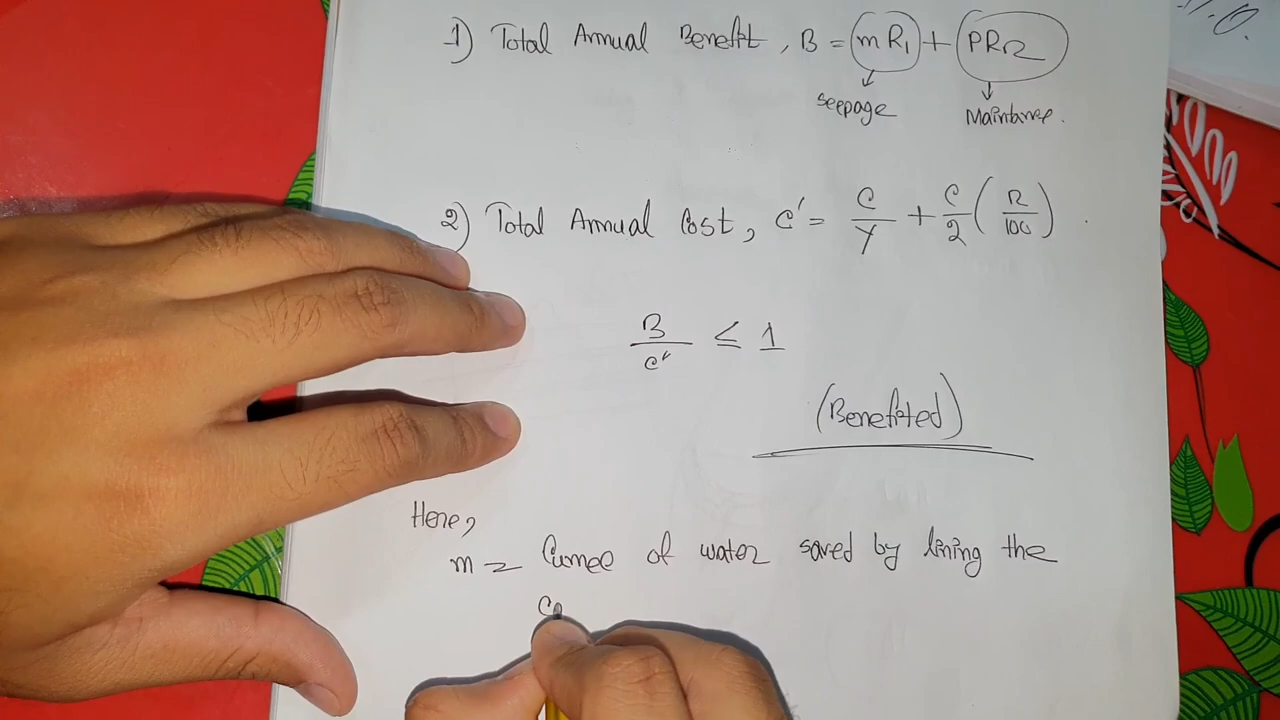 1) Total Annual Benefit, B = mR₁ + PR₂
Seepage Maintance.
2) Total Annual Cost, C' = C/Y + C/2 (R/100)
B/C' ≤ 1
(Benefited)
Here,
m = Cumec of water saved by lining the